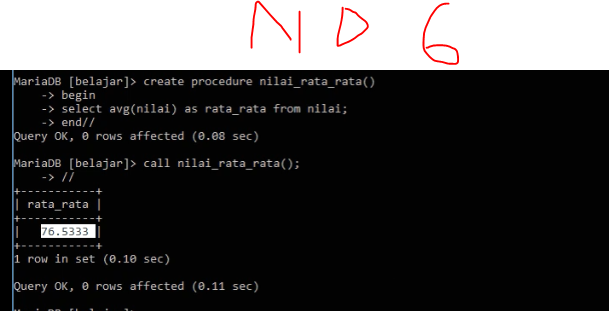 ND 6
MariaDB [belajar]> create procedure nilai_rata_rata()
-> begin
-> select avg(nilai) as rata_rata from nilai;
-> end//
Query OK, 0 rows affected (0.08 sec)
MariaDB [belajar]> call nilai_rata_rata();
-> //
+-----------+
| rata_rata |
+-----------+
| 76.5333 |
+-----------+
1 row in set (0.10 sec)
Query OK, 0 rows affected (0.11 sec)